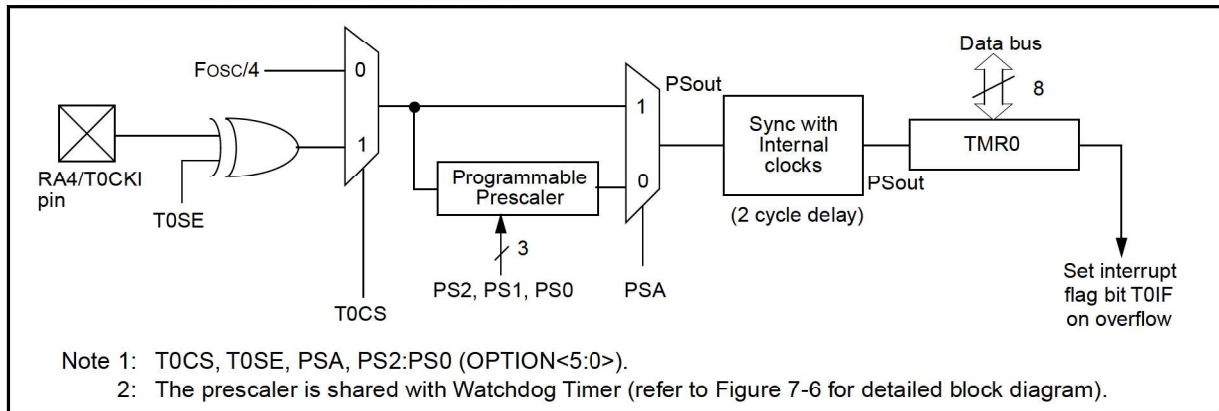 Data bus
FOSC/4
0
PSout
8
1
Sync with
Internal
clocks
TMR0
1
RA4/T0CKI
pin
Programmable
Prescaler
0
PSout
T0SE
(2 cycle delay)
3
PS2, PS1, PS0
PSA
Set interrupt
flag bit T0IF
on overflow
T0CS
Note 1: T0CS, T0SE, PSA, PS2:PS0 (OPTION<5:0>).
2: The prescaler is shared with Watchdog Timer (refer to Figure 7-6 for detailed block diagram).